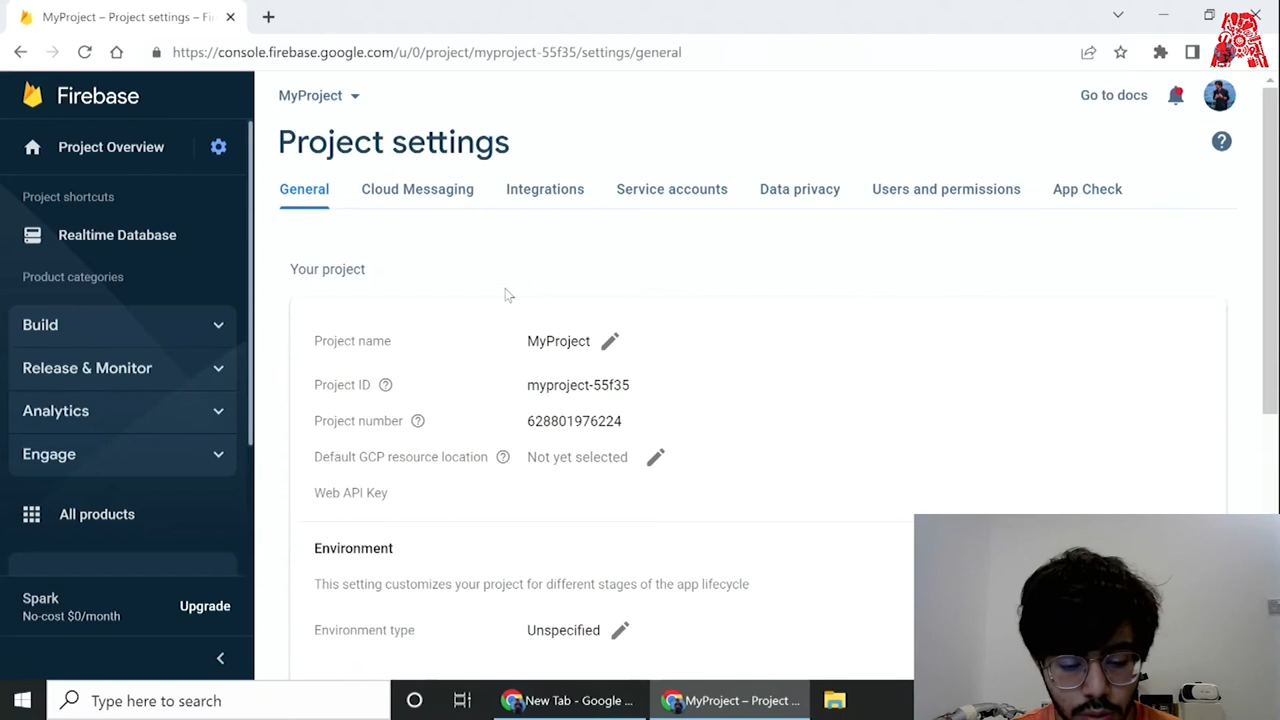 MyProject – Project settings – Fi
https://console.firebase.google.com/u/0/project/myproject-55f35/settings/general
Firebase
MyProject
Go to docs
Project Overview
Project settings
General
Cloud Messaging
Integrations
Service accounts
Data privacy
Users and permissions
App Check
Project shortcuts
Realtime Database
Product categories
Build
Release & Monitor
Analytics
Engage
All products
Spark
No-cost $0/month
Upgrade
Your project
Project name
MyProject
Project ID
myproject-55f35
Project number
628801976224
Default GCP resource location
Not yet selected
Web API Key
Environment
This setting customizes your project for different stages of the app lifecycle
Environment type
Unspecified
Type here to search
New Tab - Google ...
MyProject – Project ...